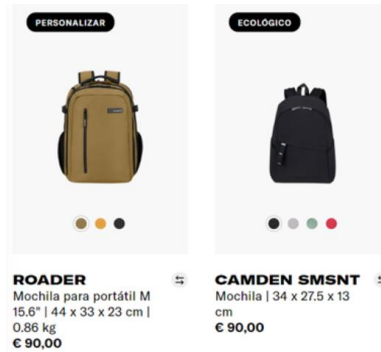 PERSONALIZAR
ECOLÓGICO
ROADER
Mochila para portátil M
15.6" | 44 x 33 x 23 cm |
0.86 kg
€ 90,00
CAMDEN SMSNT
Mochila | 34 x 27.5 x 13
cm
€ 90,00